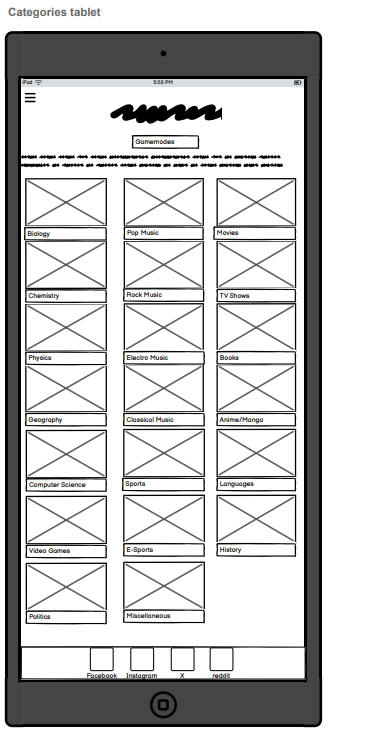 Categories tablet
iPad 5:02 PM
Gamemodes
Biology Pop Music Movies
Chemistry Rock Music TV Shows
Physics Electro Music Books
Geography Classical Music Anime/Manga
Computer Science Sports Languages
Video Games E-Sports History
Politics Miscellaneous
Facebook Instagram X reddit